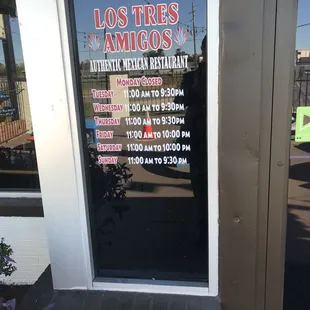 LOS TRES
AMIGOS
AUTHENTIC MEXICAN RESTAURANT
MONDAY CLOSED
TUESDAY 11:00 AM TO 9:30PM
WEDNESDAY 11:00 AM TO 9:30PM
THURSDAY 11:00 AM TO 9:30PM
FRIDAY 11:00 AM TO 10:00 PM
SATURDAY 11:00 AM TO 10:00 PM
SUNDAY 11:00 AM TO 9:30 PM